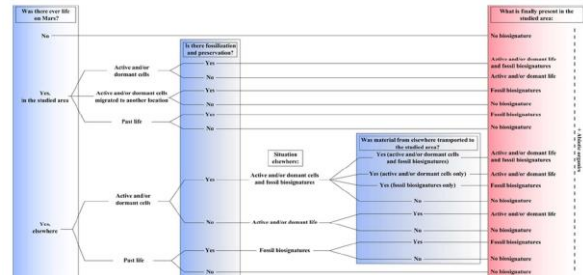 Was there ever life
on Mars?
What is finally present in the
studied area:
No
No biosignature
Is there fossilization
and preservation?
Yes,
in the studied area
Active and/or
dormant cells
Yes
Active and/or dormant life
and fossil biosignatures
No
Active and/or dormant life
Active and/or dormant cells
migrated to another location
Yes
Fossil biosignatures
No
No biosignature
Past life
Yes
Fossil biosignatures
No
No biosignature
+ Abiotic organics
Yes,
elsewhere
Active and/or
dormant cells
Yes
Situation
elsewhere:
Active and/or dormant cells
and fossil biosignatures
Was material from elsewhere transported to
the studied area?
Yes (active and/or dormant cells
and fossil biosignatures)
Active and/or dormant life
and fossil biosignatures
Yes (active and/or dormant cells only)
Active and/or dormant life
Yes (fossil biosignatures only)
Fossil biosignatures
No
No biosignature
No
Active and/or dormant life
Yes
Active and/or dormant life
No
No biosignature
Past life
Yes
Fossil biosignatures
Yes
Fossil biosignatures
No
No biosignature
No
No biosignature